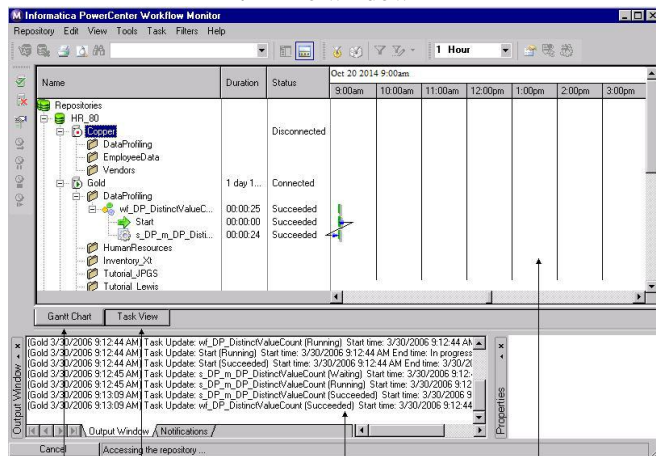 Informatica PowerCenter Workflow Monitor
Repository Edit View Tools Task Filters Help
1 Hour
Name Duration Status Oct 20 2014 9:00am
9:00am 10:00am 11:00am 12:00pm 1:00pm 2:00pm 3:00pm
Repositories
HR_80
Copper Disconnected
DataProfiling
EmployeeData
Vendors
Gold 1 day 1... Connected
DataProfiling
wf_DP_DistinctValueC... 00:00:25 Succeeded
Start 00:00:00 Succeeded
s_DP_m_DP_Disti... 00:00:24 Succeeded
HumanResources
Inventory_Xt
Tutorial_JPGS
Tutorial_Lewis
Gantt Chart Task View
(Gold 3/30/2006 9:12:44 AM) Task Update: wf_DP_DistinctValueCount (Running) Start time: 3/30/2006 9:12:44 AM
(Gold 3/30/2006 9:12:44 AM) Task Update: Start (Running) Start time: 3/30/2006 9:12:44 AM End time: In progress
(Gold 3/30/2006 9:12:44 AM) Task Update: Start (Succeeded) Start time: 3/30/2006 9:12:44 AM End time: 3/30/20
(Gold 3/30/2006 9:12:45 AM) Task Update: s_DP_m_DP_DistinctValueCount (Waiting) Start time: 3/30/2006 9:12:
(Gold 3/30/2006 9:12:45 AM) Task Update: s_DP_m_DP_DistinctValueCount (Running) Start time: 3/30/2006 9:12
(Gold 3/30/2006 9:13:09 AM) Task Update: s_DP_m_DP_DistinctValueCount (Succeeded) Start time: 3/30/2006 9
(Gold 3/30/2006 9:13:09 AM) Task Update: wf_DP_DistinctValueCount (Succeeded) Start time: 3/30/2006 9:12:44
Output Window
Properties
Output Window Notifications
Cancel Accessing the repository ...